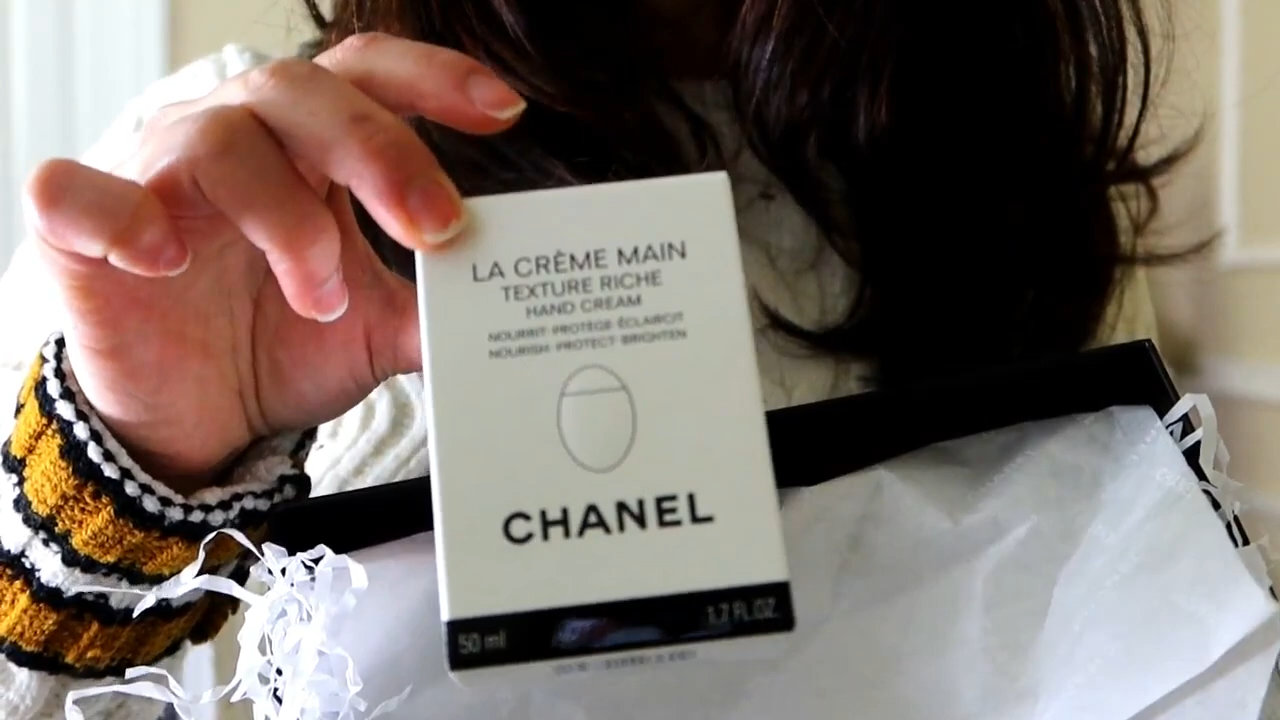 LA CRÈME MAIN
TEXTURE RICHE
HAND CREAM
NOURRIT·PROTÈGE·ÉCLAIRCIT
NOURISH·PROTECT·BRIGHTEN
CHANEL
50 ml 1.7 FL.OZ.